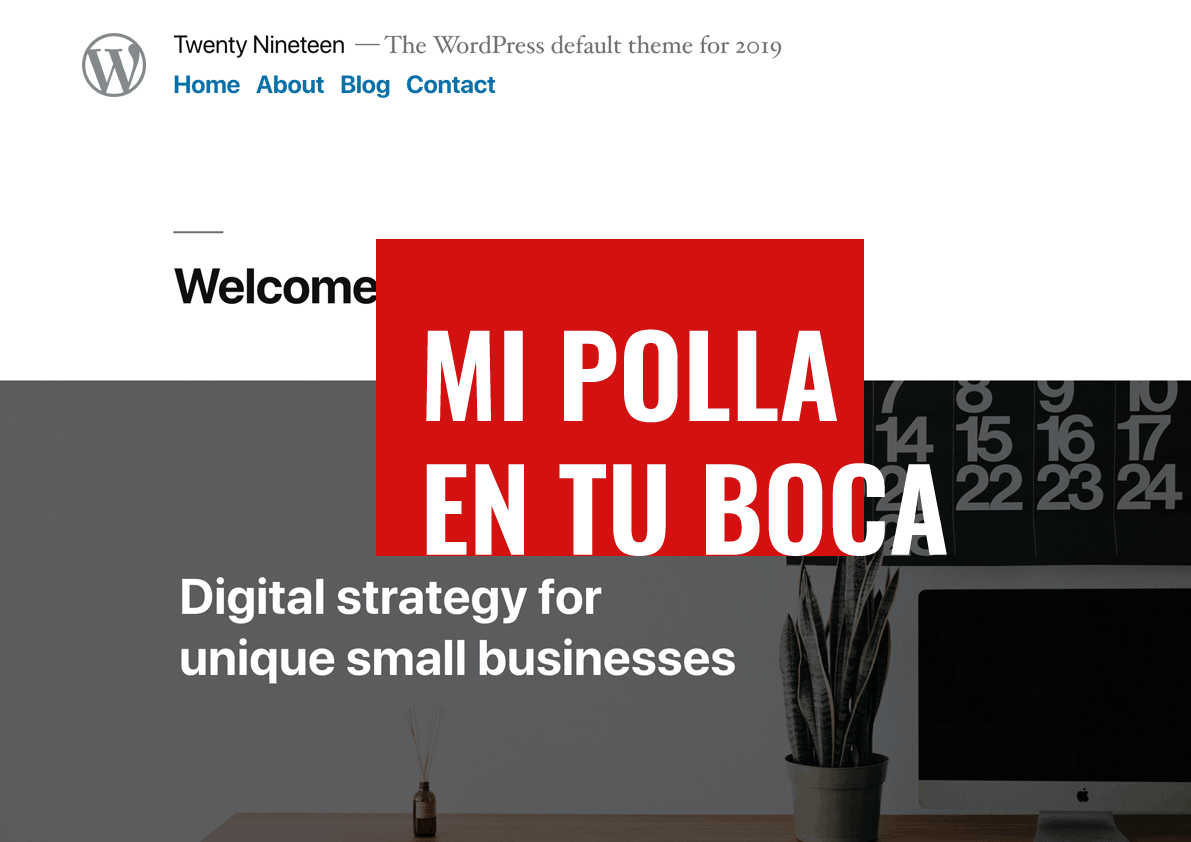 Twenty Nineteen — The WordPress default theme for 2019
Home About Blog Contact
Welcome
MI POLLA
EN TU BOCA
7 8 9 10
14 15 16 17
22 23 24
Digital strategy for
unique small businesses